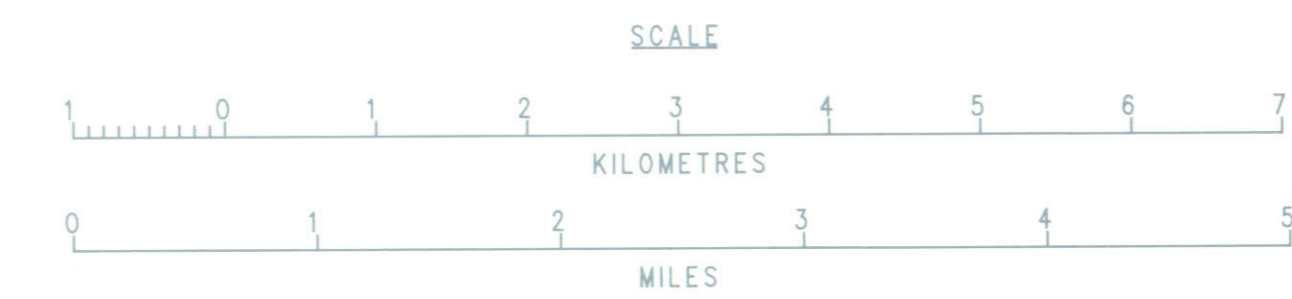 SCALE
1 0 1 2 3 4 5 6 7
KILOMETRES
0 1 2 3 4 5
MILES